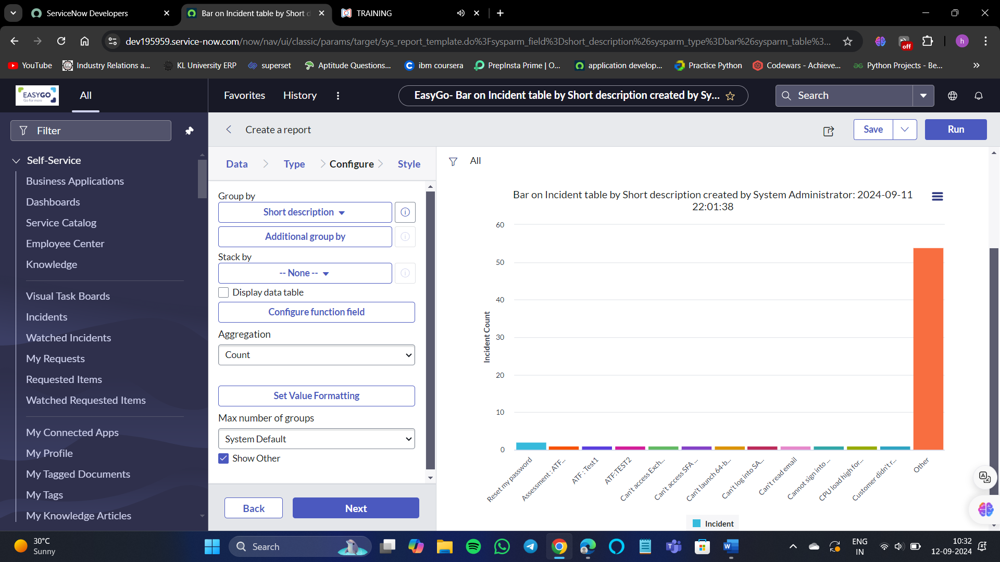 ServiceNow Developers
Bar on Incident table by Short d
TRAINING
dev195959.service-now.com/now/nav/ui/classic/params/target/sys_report_template.do%3Fsysparm_field%3Dshort_description%26sysparm_type%3Dbar%26sysparm_table%3...
off
h
YouTube
Industry Relations a...
KL University ERP
superset
Aptitude Questions...
ibm coursera
PrepInsta Prime | O...
application develop...
Practice Python
Codewars - Achieve...
Python Projects - Be...
EASYGO
Go for more
All
Favorites
History
EasyGo- Bar on Incident table by Short description created by Sy...
Search
Filter
Create a report
Save
Run
Self-Service
Business Applications
Dashboards
Service Catalog
Employee Center
Knowledge
Visual Task Boards
Incidents
Watched Incidents
My Requests
Requested Items
Watched Requested Items
My Connected Apps
My Profile
My Tagged Documents
My Tags
My Knowledge Articles
Data
Type
Configure
Style
Group by
Short description
Additional group by
Stack by
-- None --
Display data table
Configure function field
Aggregation
Count
Set Value Formatting
Max number of groups
System Default
Show Other
Back
Next
All
Bar on Incident table by Short description created by System Administrator: 2024-09-11
22:01:38
60
50
40
30
20
10
0
Incident Count
Reset my password
Assessment : ATF...
ATF : Test1
ATF:TEST2
Can't access Exch...
Can't access SFA ...
Can't launch 64-b...
Can't log into SA...
Can't read email
Cannot sign into ...
CPU load high for...
Customer didn't r...
Other
Incident
30°C
Sunny
Search
ENG
IN
10:32
12-09-2024